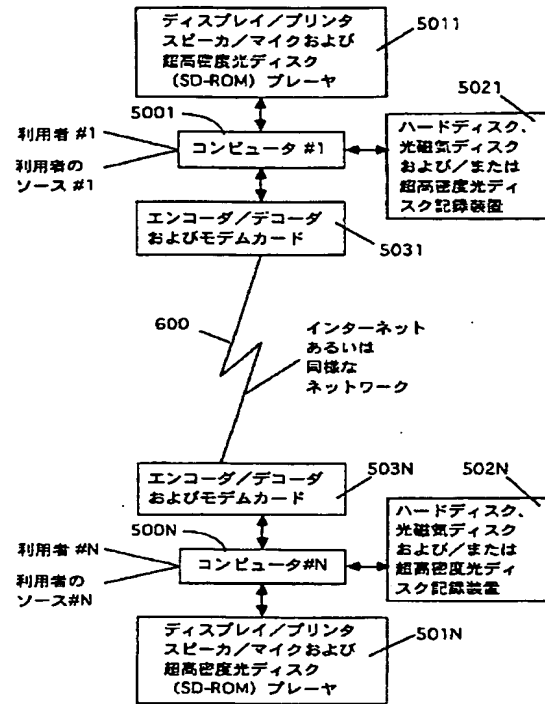 ディスプレイ／プリンタ
スピーカ／マイクおよび
超高密度光ディスク
(SD-ROM) プレーヤ
5011
5001
利用者 #1
利用者の
ソース #1
コンピュータ #1
5021
ハードディスク、
光磁気ディスク
および／または
超高密度光ディ
スク記録装置
エンコーダ／デコーダ
およびモデムカード
5031
600
インターネット
あるいは
同様な
ネットワーク
エンコーダ／デコーダ
およびモデムカード
503N
502N
500N
利用者 #N
利用者の
ソース#N
コンピュータ#N
ハードディスク、
光磁気ディスク
および／または
超高密度光ディ
スク記録装置
ディスプレイ／プリンタ
スピーカ／マイクおよび
超高密度光ディスク
(SD-ROM) プレーヤ
501N